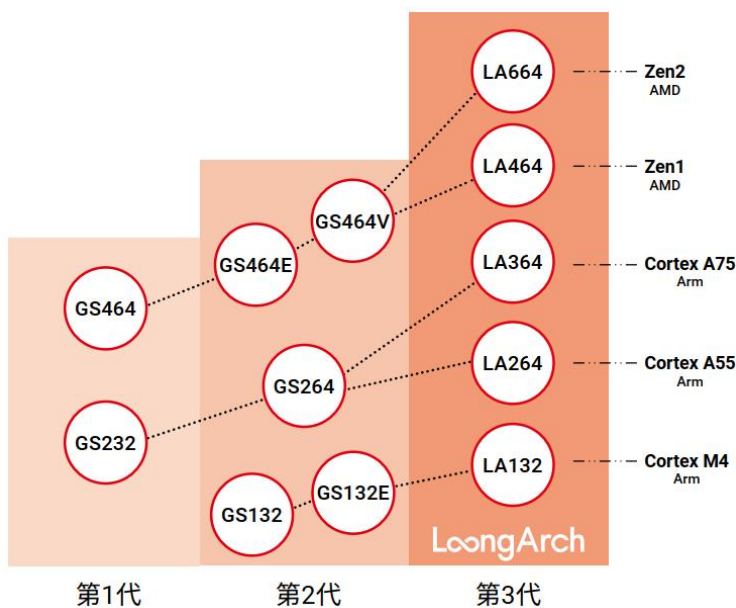 LA664
Zen2
AMD
LA464
Zen1
AMD
GS464V
GS464E
LA364
Cortex A75
Arm
GS464
LA264
Cortex A55
Arm
GS264
GS232
LA132
Cortex M4
Arm
GS132E
GS132
LoongArch
第1代
第2代
第3代